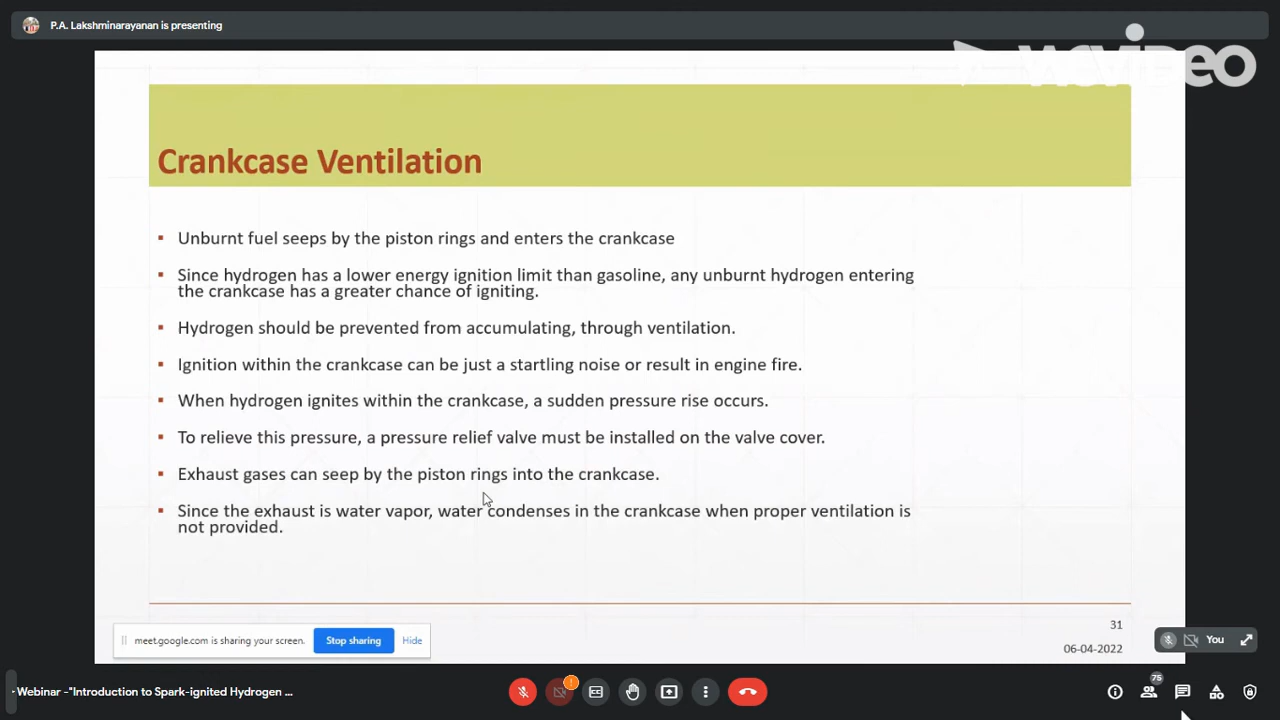 P.A. Lakshminarayanan is presenting
wcvideo
Crankcase Ventilation
▪ Unburnt fuel seeps by the piston rings and enters the crankcase
▪ Since hydrogen has a lower energy ignition limit than gasoline, any unburnt hydrogen entering
the crankcase has a greater chance of igniting.
▪ Hydrogen should be prevented from accumulating, through ventilation.
▪ Ignition within the crankcase can be just a startling noise or result in engine fire.
▪ When hydrogen ignites within the crankcase, a sudden pressure rise occurs.
▪ To relieve this pressure, a pressure relief valve must be installed on the valve cover.
▪ Exhaust gases can seep by the piston rings into the crankcase.
▪ Since the exhaust is water vapor, water condenses in the crankcase when proper ventilation is
not provided.
31
06-04-2022
meet.google.com is sharing your screen.
Stop sharing
Hide
You
Webinar -"Introduction to Spark-ignited Hydrogen ...
75